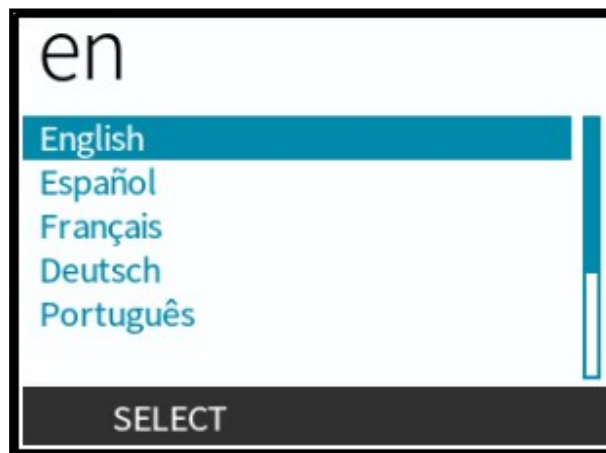 en
English
Español
Français
Deutsch
Português
SELECT